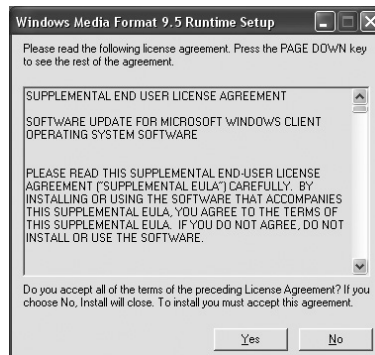 Windows Media Format 9.5 Runtime Setup
Please read the following license agreement. Press the PAGE DOWN key
to see the rest of the agreement.
SUPPLEMENTAL END USER LICENSE AGREEMENT
SOFTWARE UPDATE FOR MICROSOFT WINDOWS CLIENT
OPERATING SYSTEM SOFTWARE
PLEASE READ THIS SUPPLEMENTAL END-USER LICENSE
AGREEMENT ("SUPPLEMENTAL EULA") CAREFULLY. BY
INSTALLING OR USING THE SOFTWARE THAT ACCOMPANIES
THIS SUPPLEMENTAL EULA, YOU AGREE TO THE TERMS OF
THIS SUPPLEMENTAL EULA. IF YOU DO NOT AGREE, DO NOT
INSTALL OR USE THE SOFTWARE.
Do you accept all of the terms of the preceding License Agreement? If you
choose No, Install will close. To install you must accept this agreement.
Yes No